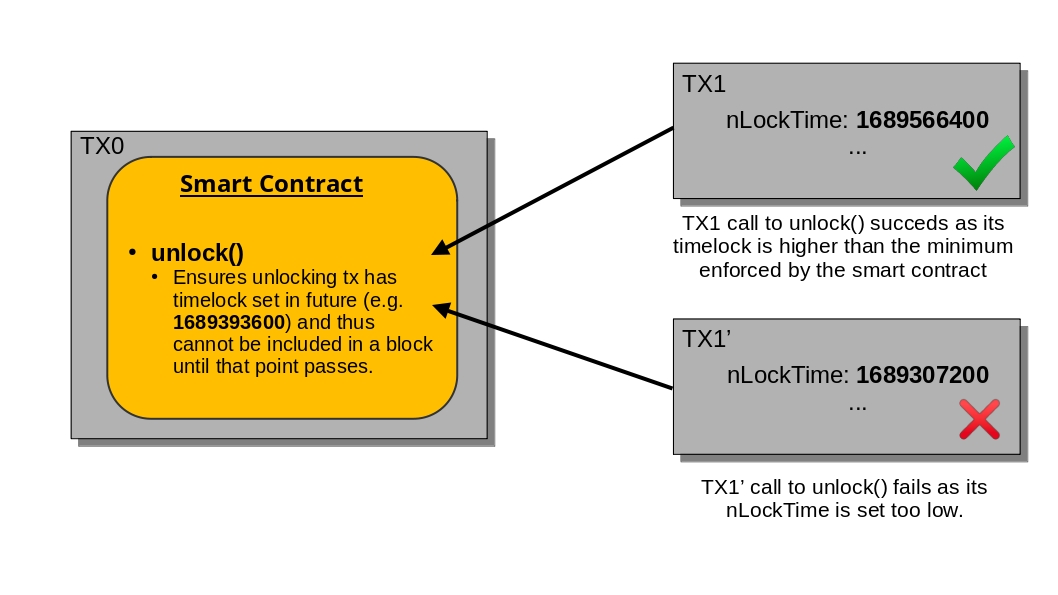 TX0
Smart Contract
• unlock()
• Ensures unlocking tx has
timelock set in future (e.g.
1689393600) and thus
cannot be included in a block
until that point passes.
TX1
nLockTime: 1689566400
...
TX1 call to unlock() succeds as its
timelock is higher than the minimum
enforced by the smart contract
TX1’
nLockTime: 1689307200
...
TX1’ call to unlock() fails as its
nLockTime is set too low.